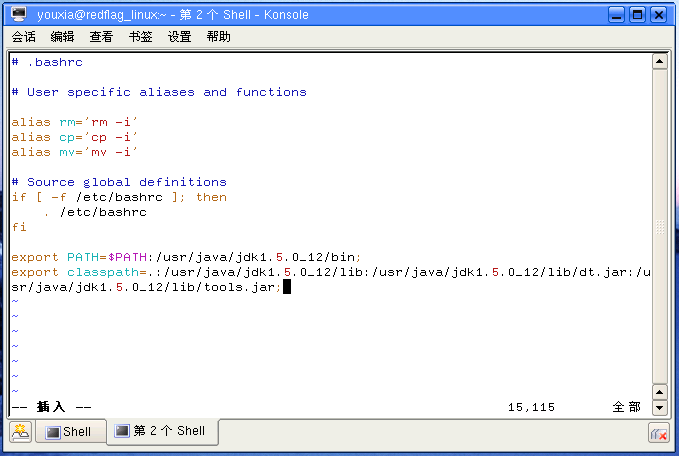 youxia@redflag_linux:~ - 第 2 个 Shell - Konsole
会话 编辑 查看 书签 设置 帮助
# .bashrc
# User specific aliases and functions
alias rm='rm -i'
alias cp='cp -i'
alias mv='mv -i'
# Source global definitions
if [ -f /etc/bashrc ]; then
. /etc/bashrc
fi
export PATH=$PATH:/usr/java/jdk1.5.0_12/bin;
export classpath=.:/usr/java/jdk1.5.0_12/lib:/usr/java/jdk1.5.0_12/lib/dt.jar:/u
sr/java/jdk1.5.0_12/lib/tools.jar;
~
~
~
~
~
~
~
-- 插入 -- 15,115 全部
Shell 第 2 个 Shell